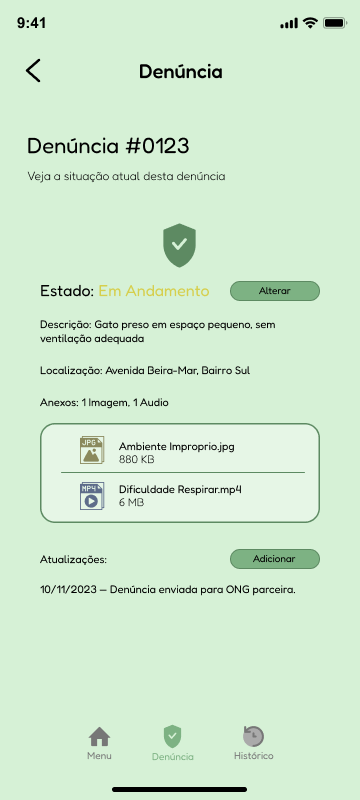 9:41
Denúncia
Denúncia #0123
Veja a situação atual desta denúncia
Estado: Em Andamento
Alterar
Descrição: Gato preso em espaço pequeno, sem
ventilação adequada
Localização: Avenida Beira-Mar, Bairro Sul
Anexos: 1 Imagem, 1 Audio
JPG
Ambiente Improprio.jpg
880 KB
MP4
Dificuldade Respirar.mp4
6 MB
Atualizações:
Adicionar
10/11/2023 — Denúncia enviada para ONG parceira.
Menu
Denúncia
Histórico